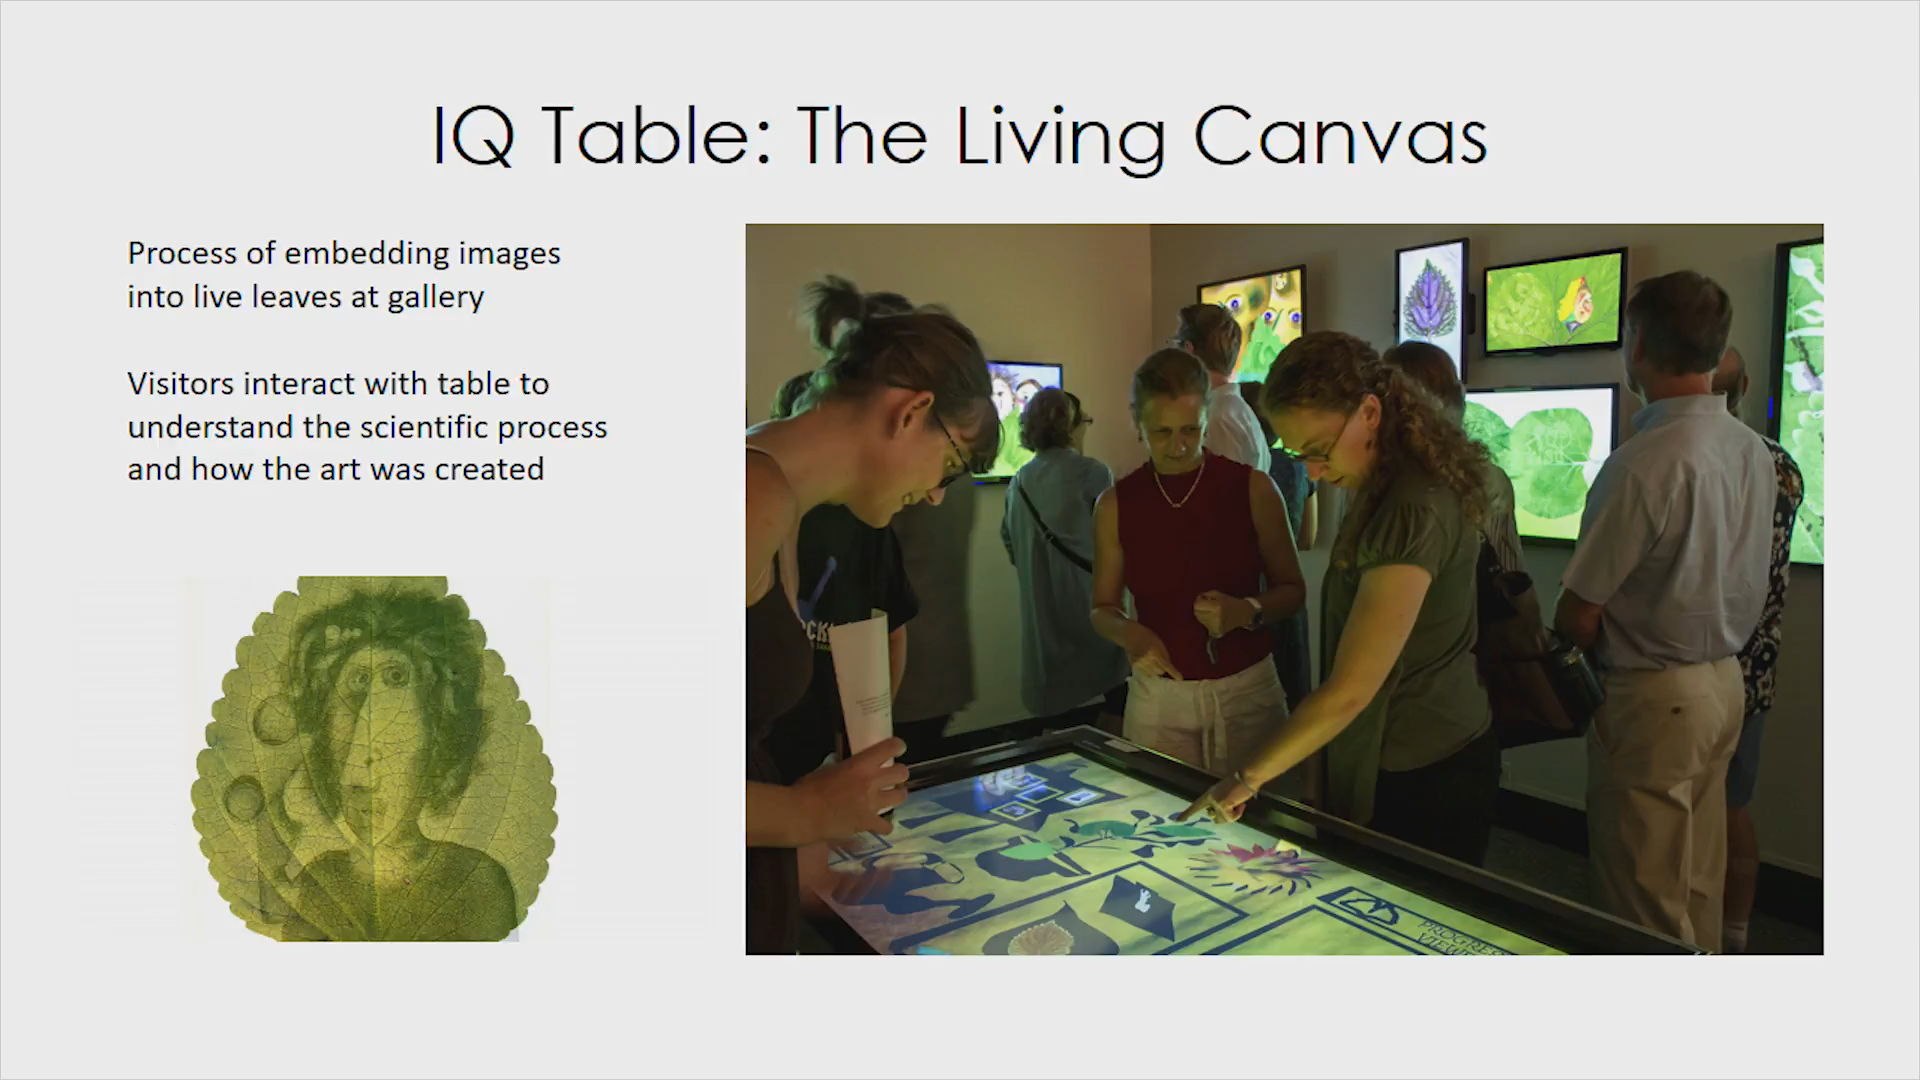 IQ Table: The Living Canvas
Process of embedding images
into live leaves at gallery
Visitors interact with table to
understand the scientific process
and how the art was created